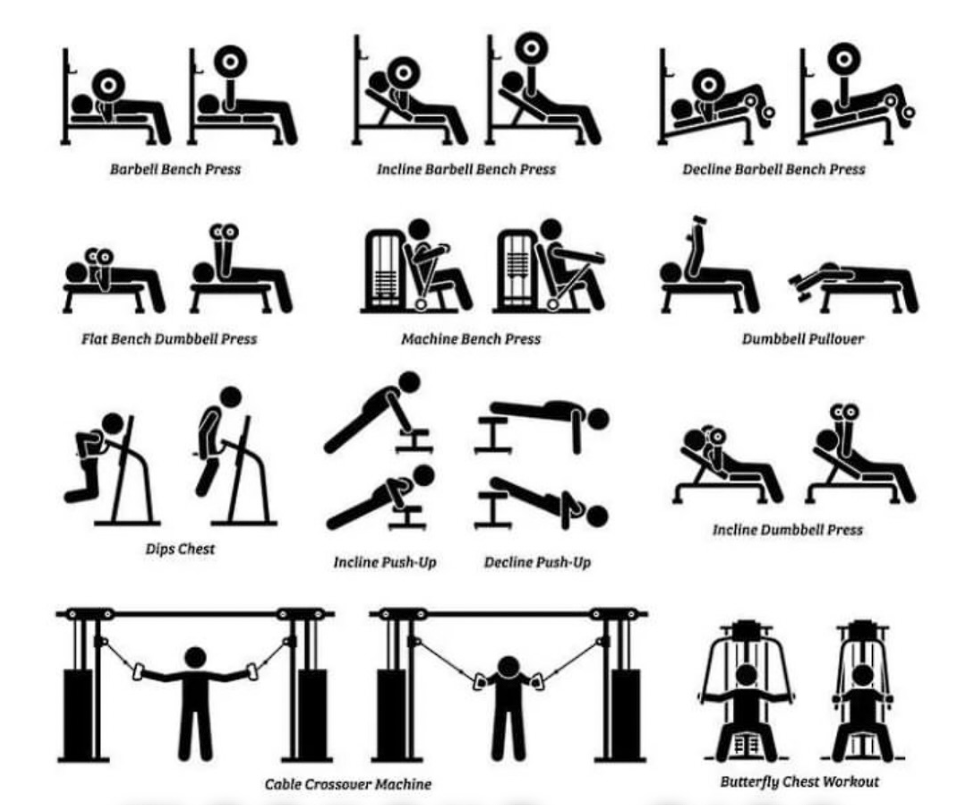 Barbell Bench Press
Incline Barbell Bench Press
Decline Barbell Bench Press
Flat Bench Dumbbell Press
Machine Bench Press
Dumbbell Pullover
Dips Chest
Incline Push-Up
Decline Push-Up
Incline Dumbbell Press
Cable Crossover Machine
Butterfly Chest Workout